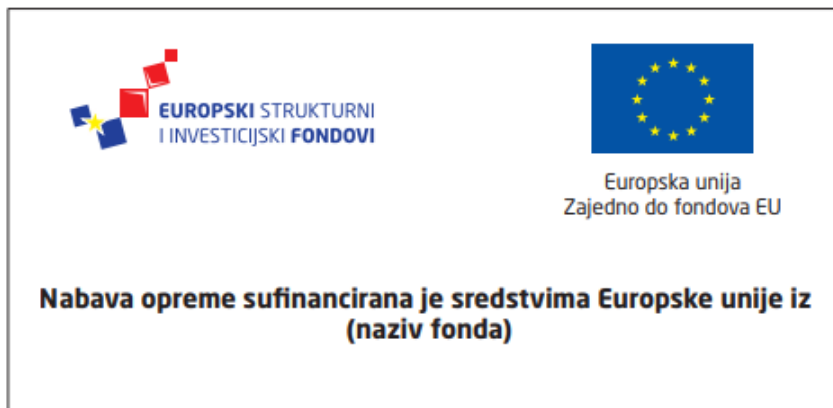 EUROPSKI STRUKTURNI
I INVESTICIJSKI FONDOVI
Europska unija
Zajedno do fondova EU
Nabava opreme sufinancirana je sredstvima Europske unije iz
(naziv fonda)